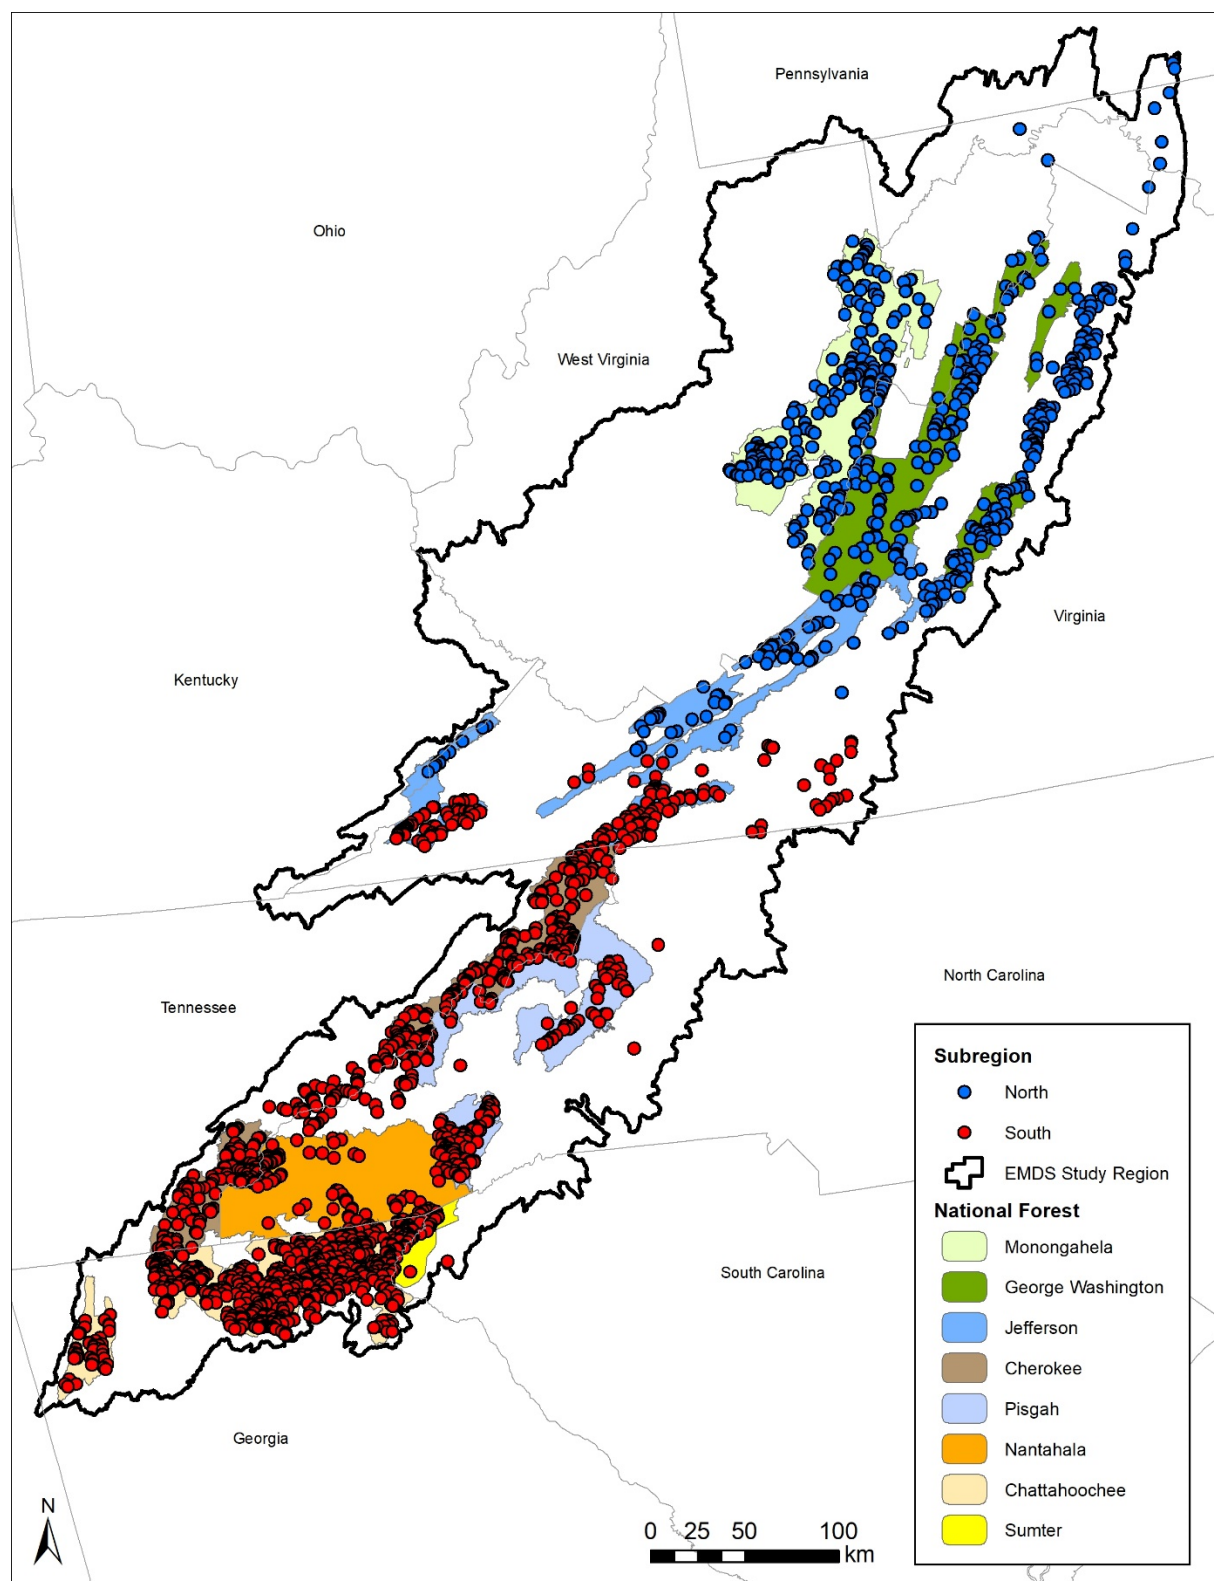 Pennsylvania
Ohio
West Virginia
Virginia
Kentucky
North Carolina
Tennessee
South Carolina
Georgia
Subregion
North
South
EMDS Study Region
National Forest
Monongahela
George Washington
Jefferson
Cherokee
Pisgah
Nantahala
Chattahoochee
Sumter
N
0 25 50 100
km